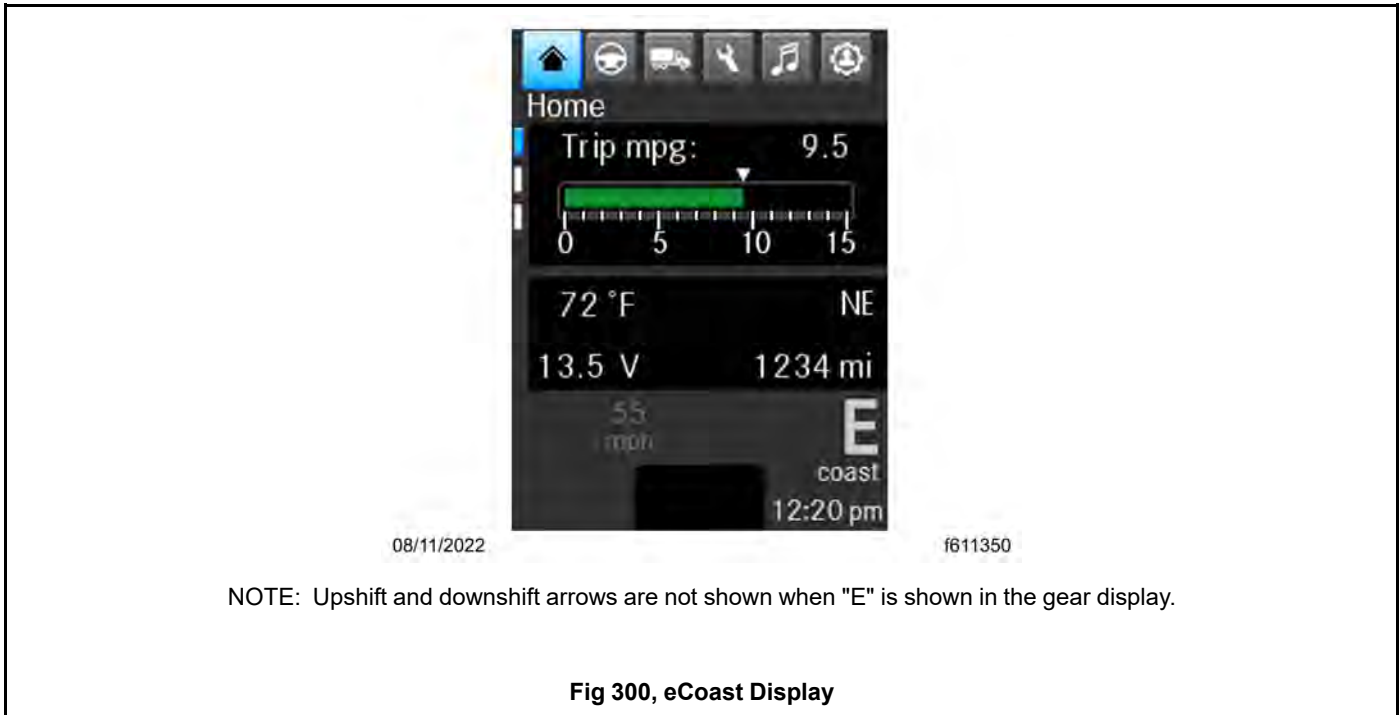 Home
Trip mpg: 9.5
0 5 10 15
72 °F NE
13.5 V 1234 mi
55
mph
E
coast
12:20 pm
08/11/2022 f611350
NOTE: Upshift and downshift arrows are not shown when "E" is shown in the gear display.
Fig 300, eCoast Display